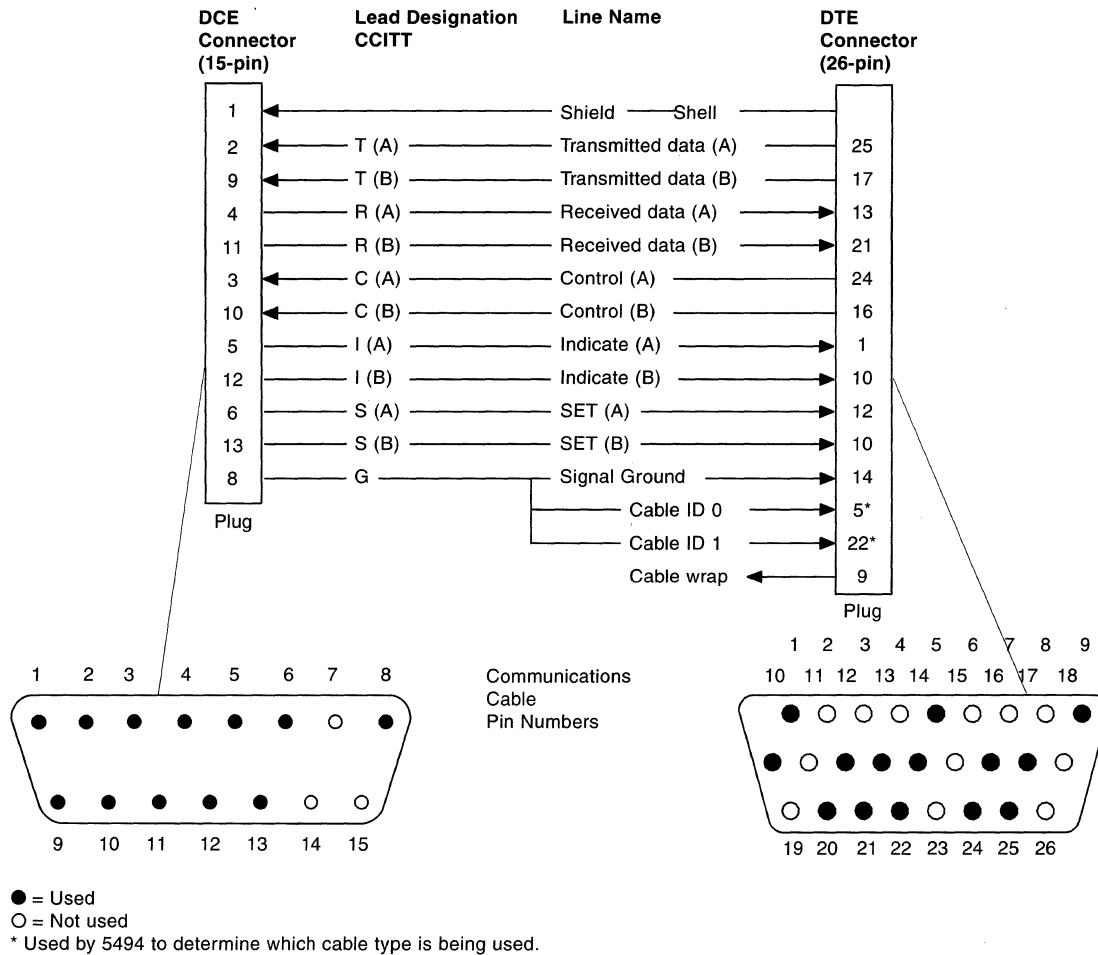 DCE Connector (15-pin) Lead Designation CCITT Line Name DTE Connector (26-pin)
1 Shield Shell
2 T (A) Transmitted data (A) 25
9 T (B) Transmitted data (B) 17
4 R (A) Received data (A) 13
11 R (B) Received data (B) 21
3 C (A) Control (A) 24
10 C (B) Control (B) 16
5 I (A) Indicate (A) 1
12 I (B) Indicate (B) 10
6 S (A) SET (A) 12
13 S (B) SET (B) 10
8 G Signal Ground 14
Cable ID 0 5*
Cable ID 1 22*
Cable wrap 9
Plug
Plug
1 2 3 4 5 6 7 8
9 10 11 12 13 14 15
Communications
Cable
Pin Numbers
1 2 3 4 5 6 7 8 9
10 11 12 13 14 15 16 17 18
19 20 21 22 23 24 25 26
= Used
= Not used
* Used by 5494 to determine which cable type is being used.